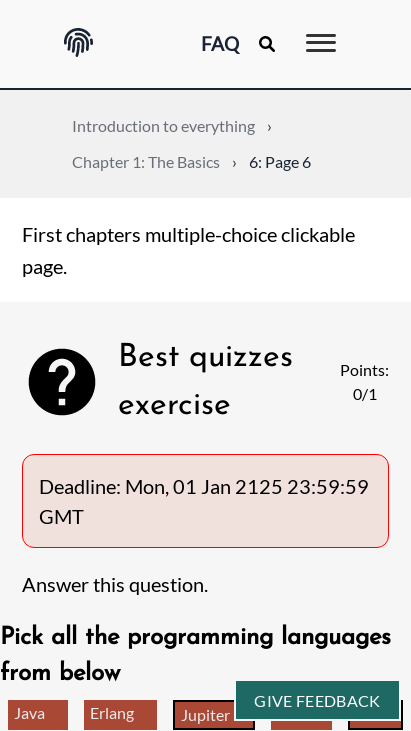 FAQ
Introduction to everything ›
Chapter 1: The Basics › 6: Page 6
First chapters multiple-choice clickable
page.
Best quizzes
exercise
Points:
0/1
Deadline: Mon, 01 Jan 2125 23:59:59
GMT
Answer this question.
Pick all the programming languages
from below
Java Erlang Jupiter
GIVE FEEDBACK